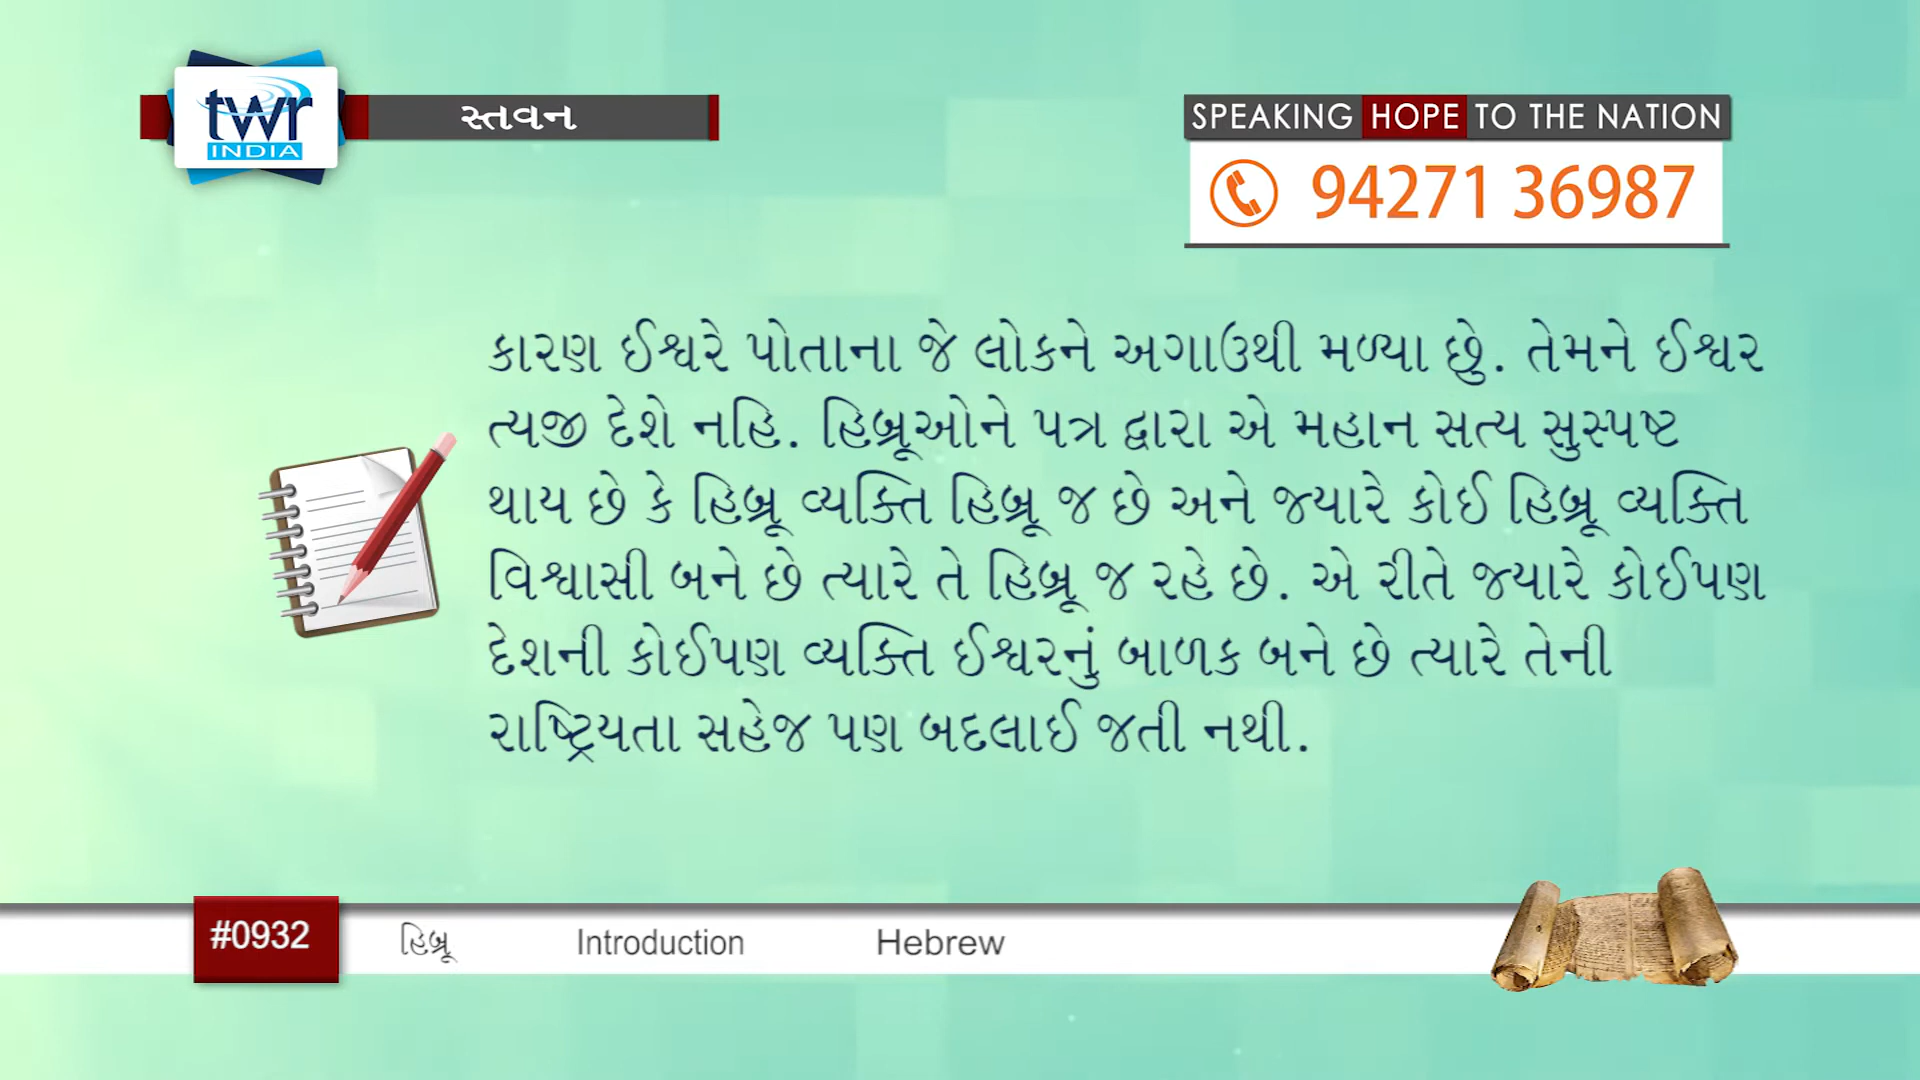 twr
INDIA
સ્તવન
SPEAKING HOPE TO THE NATION
94271 36987
કારણ ઈશ્વરે પોતાના જે લોકને અગાઉથી મળ્યા છું. તેમને ઈશ્વર
ત્યજી દેશે નહિ. હિબ્રૂઓને પત્ર દ્વારા એ મહાન સત્ય સુસ્પષ્ટ
થાય છે કે હિબ્રૂ વ્યક્તિ હિબ્રૂ જ છે અને જ્યારે કોઈ હિબ્રૂ વ્યક્તિ
વિશ્વાસી બને છે ત્યારે તે હિબ્રૂ જ રહે છે. એ રીતે જ્યારે કોઈપણ
દેશની કોઈપણ વ્યક્તિ ઈશ્વરનું બાળક બને છે ત્યારે તેની
રાષ્ટ્રિયતા સહેજ પણ બદલાઈ જતી નથી.
#0932 હિબ્રૂ Introduction Hebrew